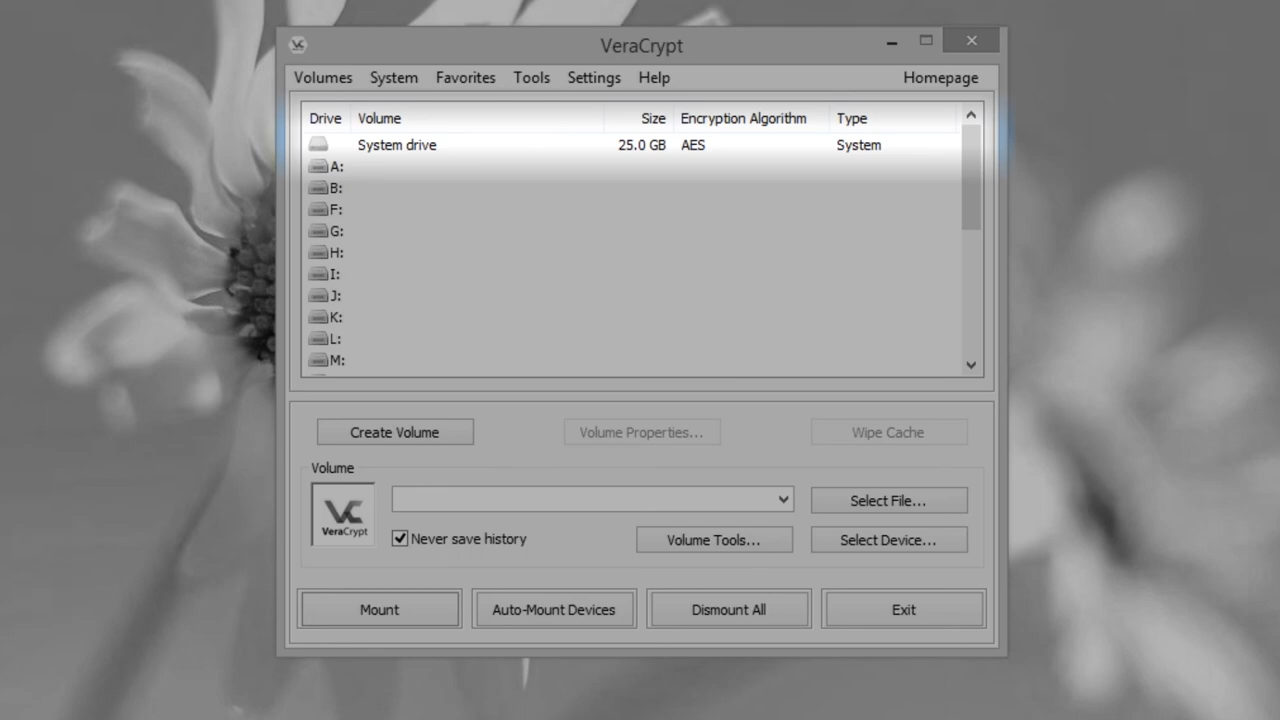 VeraCrypt
Volumes System Favorites Tools Settings Help Homepage
Drive Volume Size Encryption Algorithm Type
System drive 25.0 GB AES System
A:
B:
F:
G:
H:
I:
J:
K:
L:
M:
Create Volume Volume Properties... Wipe Cache
Volume
VC
VeraCrypt
Select File...
Never save history Volume Tools... Select Device...
Mount Auto-Mount Devices Dismount All Exit